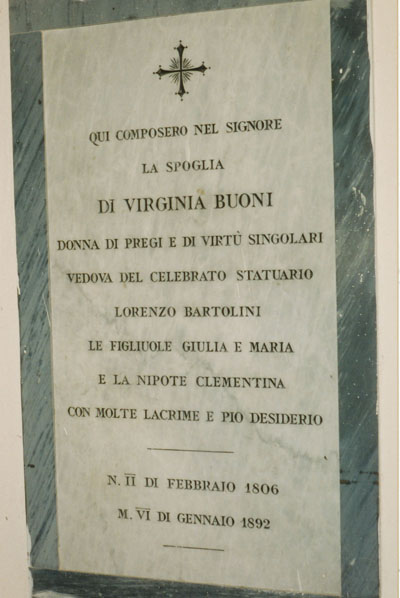 QUI COMPOSERO NEL SIGNORE
LA SPOGLIA
DI VIRGINIA BUONI
DONNA DI PREGI E DI VIRTÙ SINGOLARI
VEDOVA DEL CELEBRATO STATUARIO
LORENZO BARTOLINI
LE FIGLIUOLE GIULIA E MARIA
E LA NIPOTE CLEMENTINA
CON MOLTE LACRIME E PIO DESIDERIO
N. II DI FEBBRAIO 1806
M. VI DI GENNAIO 1892